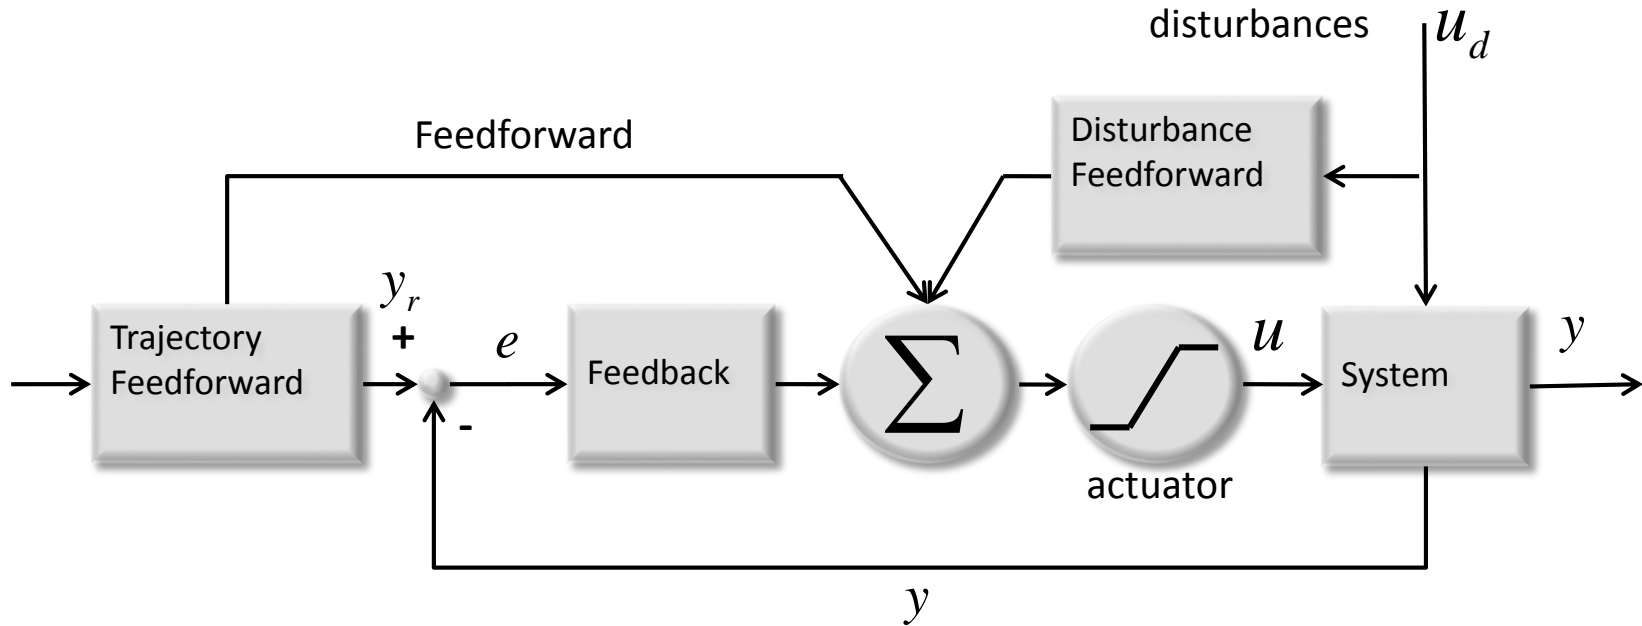 disturbances
u_d
Feedforward
Disturbance
Feedforward
y_r
+
Trajectory
Feedforward
e
Feedback
∑
u
System
y
-
actuator
y